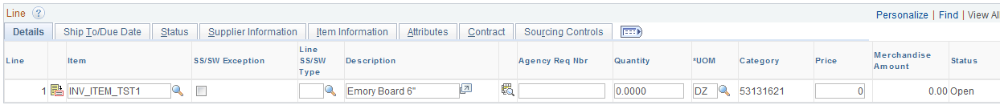 Line
Personalize | Find | View Al
Details Ship To/Due Date Status Supplier Information Item Information Attributes Contract Sourcing Controls
Line Item SS/SW Exception Line SS/SW Type Description Agency Req Nbr Quantity *UOM Category Price Merchandise Amount Status
1 INV_ITEM_TST1 Emory Board 6" 0.0000 DZ 53131621 0 0.00 Open